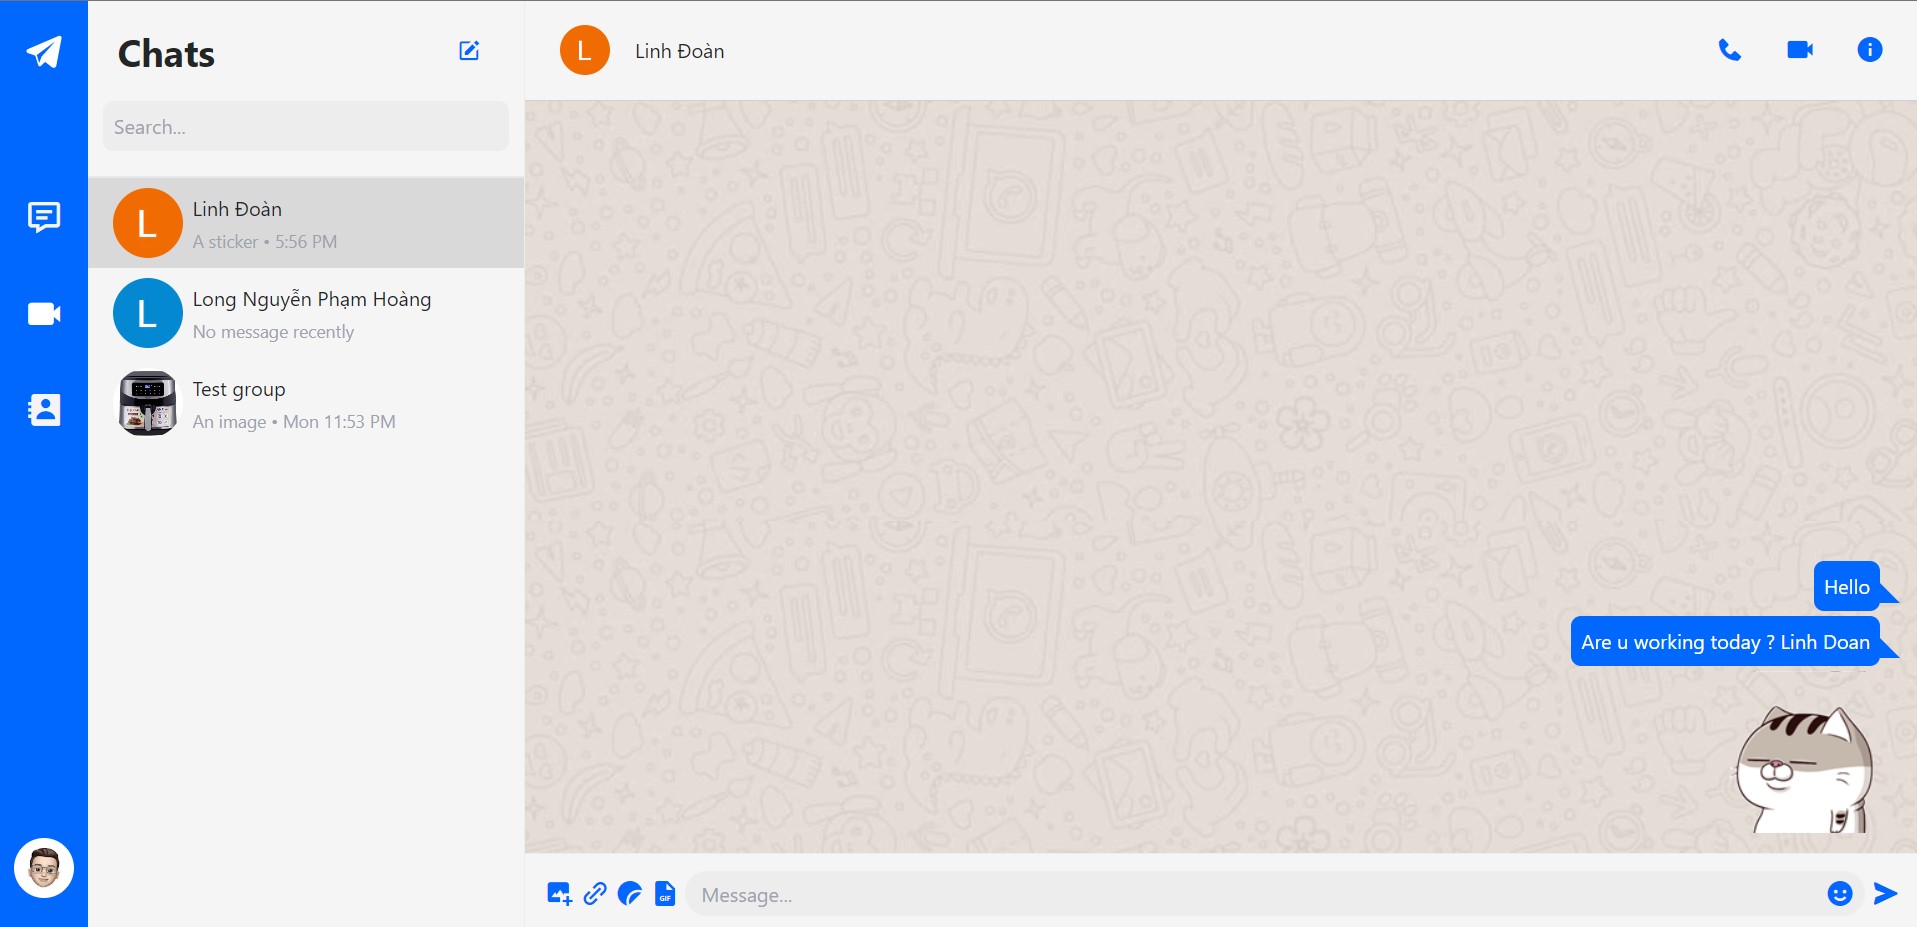 Chats
Search...
L
Linh Đoàn
A sticker • 5:56 PM
L
Long Nguyễn Phạm Hoàng
No message recently
Test group
An image • Mon 11:53 PM
L
Linh Đoàn
Hello
Are u working today ? Linh Doan
GIF
Message...